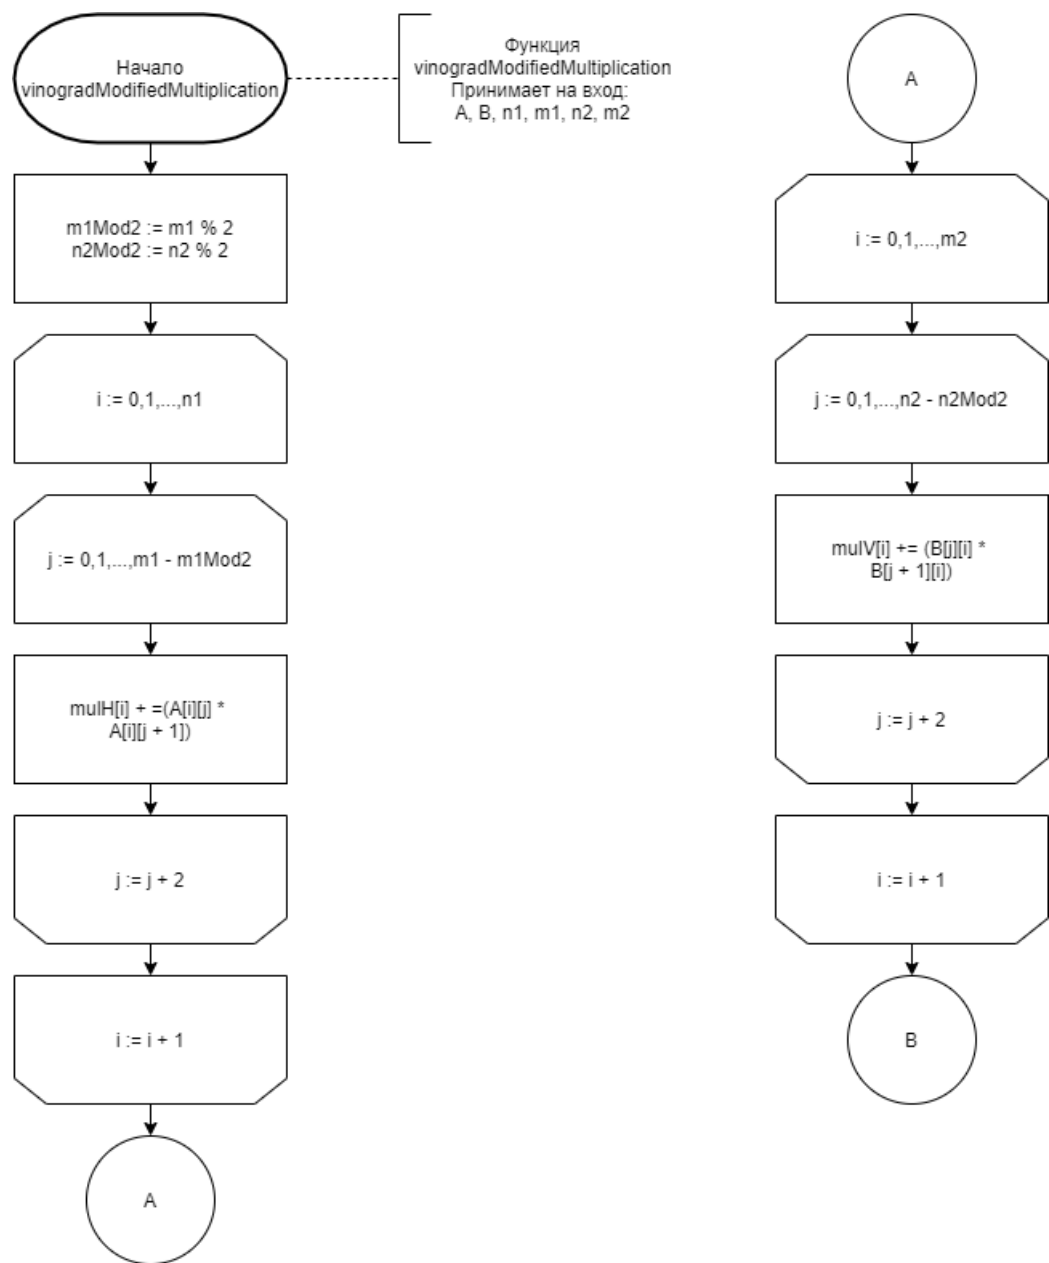 Начало
vinogradModifiedMultiplication
Функция
vinogradModifiedMultiplication
Принимает на вход:
A, B, n1, m1, n2, m2
m1Mod2 := m1 % 2
n2Mod2 := n2 % 2
i := 0,1,...,n1
j := 0,1,...,m1 - m1Mod2
mulH[i] + =(A[i][j] *
A[i][j + 1])
j := j + 2
i := i + 1
A
A
i := 0,1,...,m2
j := 0,1,...,n2 - n2Mod2
mulV[i] += (B[j][i] *
B[j + 1][i])
j := j + 2
i := i + 1
B